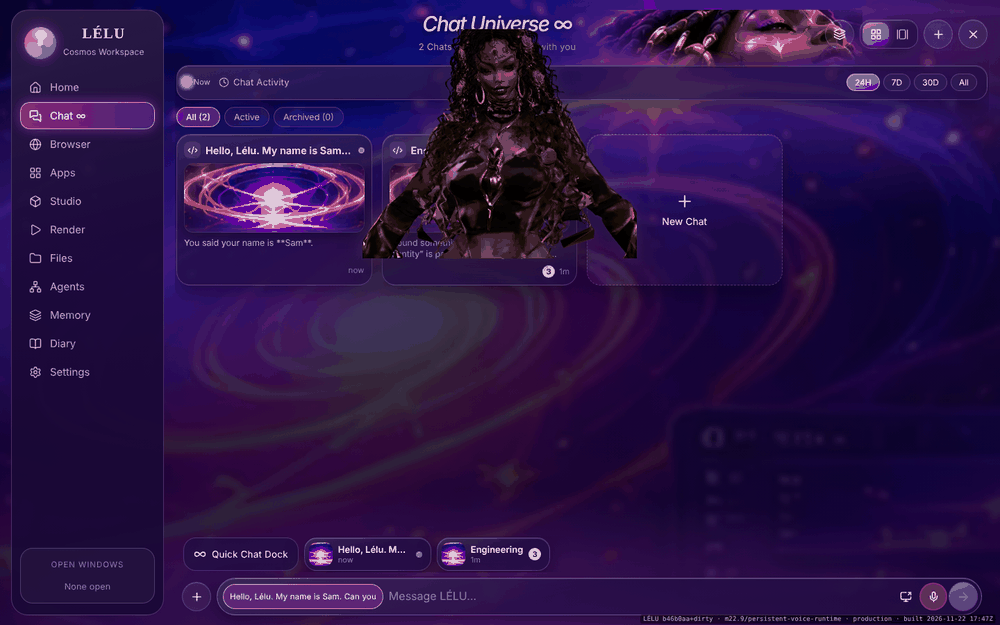 LÉLU
Cosmos Workspace
Home
Chat ∞
Browser
Apps
Studio
Render
Files
Agents
Memory
Diary
Settings
OPEN WINDOWS
None open
Chat Universe ∞
2 Chats
with you
Now
Chat Activity
24H
7D
30D
All
All (2)
Active
Archived (0)
Hello, Lélu. My name is Sam...
You said your name is **Sam**.
now
3
1m
New Chat
∞ Quick Chat Dock
Hello, Lélu. M...
now
Engineering
1m
3
Hello, Lélu. My name is Sam. Can you
Message LÉLU...
LÉLU b46b0aa+dirty · m22.9/persistent-voice-runtime · production · built 2026-11-22 17:47Z